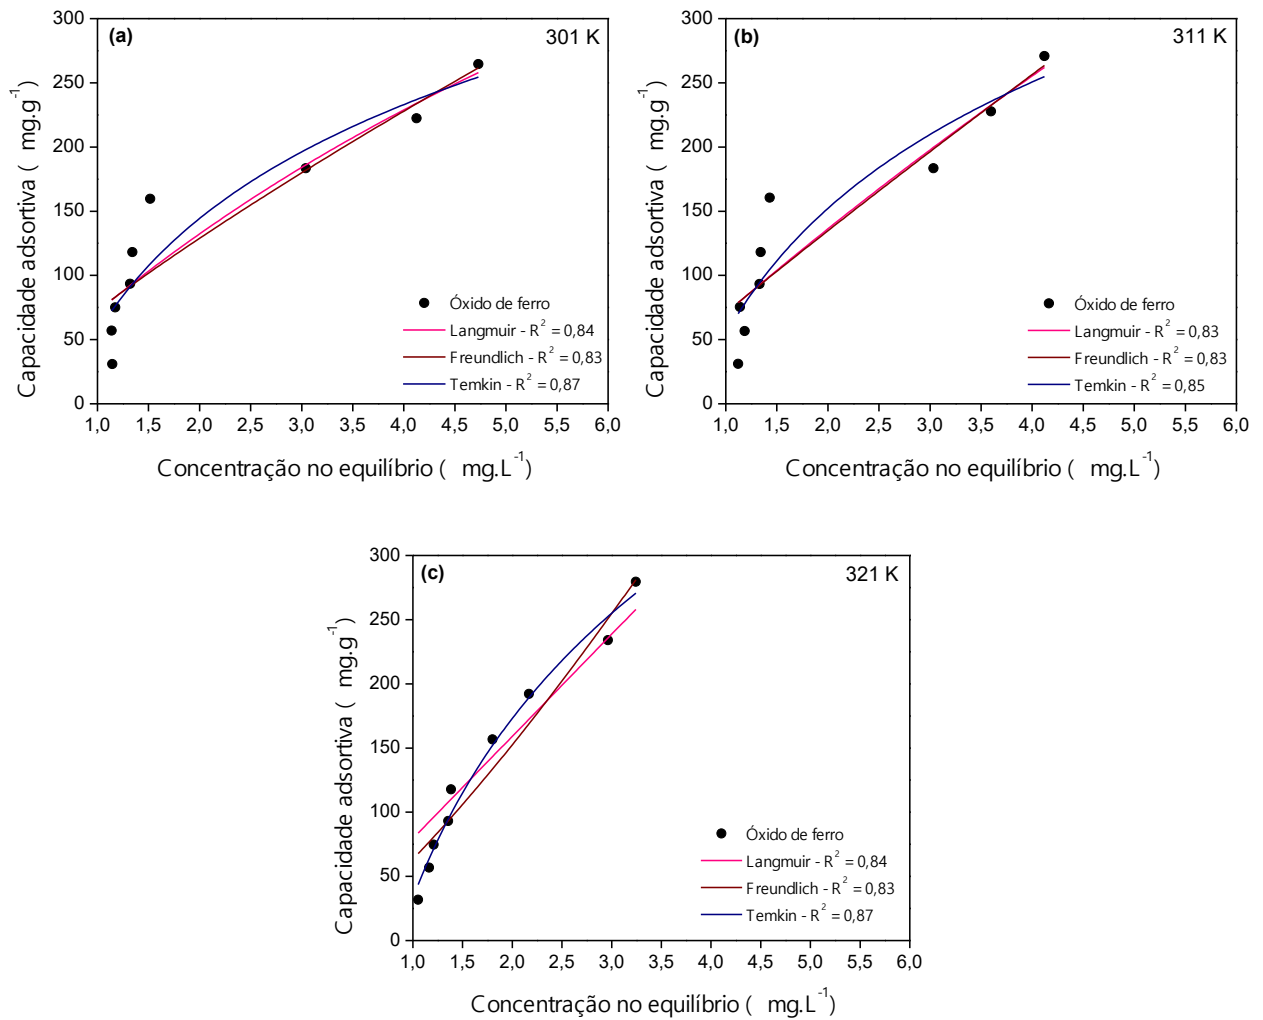 (a)
301 K
300
250
200
150
100
50
0
Capacidade adsortiva ( mg.g-1)
Óxido de ferro
Langmuir - R2 = 0,84
Freundlich - R2 = 0,83
Temkin - R2 = 0,87
1,0 1,5 2,0 2,5 3,0 3,5 4,0 4,5 5,0 5,5 6,0
Concentração no equilíbrio ( mg.L-1)
(b)
311 K
300
250
200
150
100
50
0
Capacidade adsortiva ( mg.g-1)
Óxido de ferro
Langmuir - R2 = 0,83
Freundlich - R2 = 0,83
Temkin - R2 = 0,85
1,0 1,5 2,0 2,5 3,0 3,5 4,0 4,5 5,0 5,5 6,0
Concentração no equilíbrio ( mg.L-1)
(c)
321 K
300
250
200
150
100
50
0
Capacidade adsortiva ( mg.g-1)
Óxido de ferro
Langmuir - R2 = 0,84
Freundlich - R2 = 0,83
Temkin - R2 = 0,87
1,0 1,5 2,0 2,5 3,0 3,5 4,0 4,5 5,0 5,5 6,0
Concentração no equilíbrio ( mg.L-1)